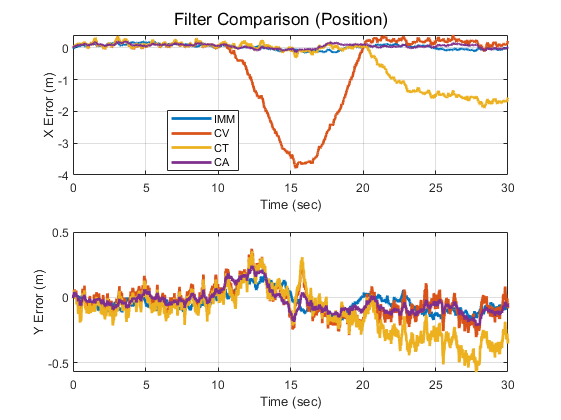 Filter Comparison (Position)
X Error (m)
0
-1
-2
-3
-4
IMM
CV
CT
CA
0 5 10 15 20 25 30
Time (sec)
Y Error (m)
0.5
0
-0.5
0 5 10 15 20 25 30
Time (sec)